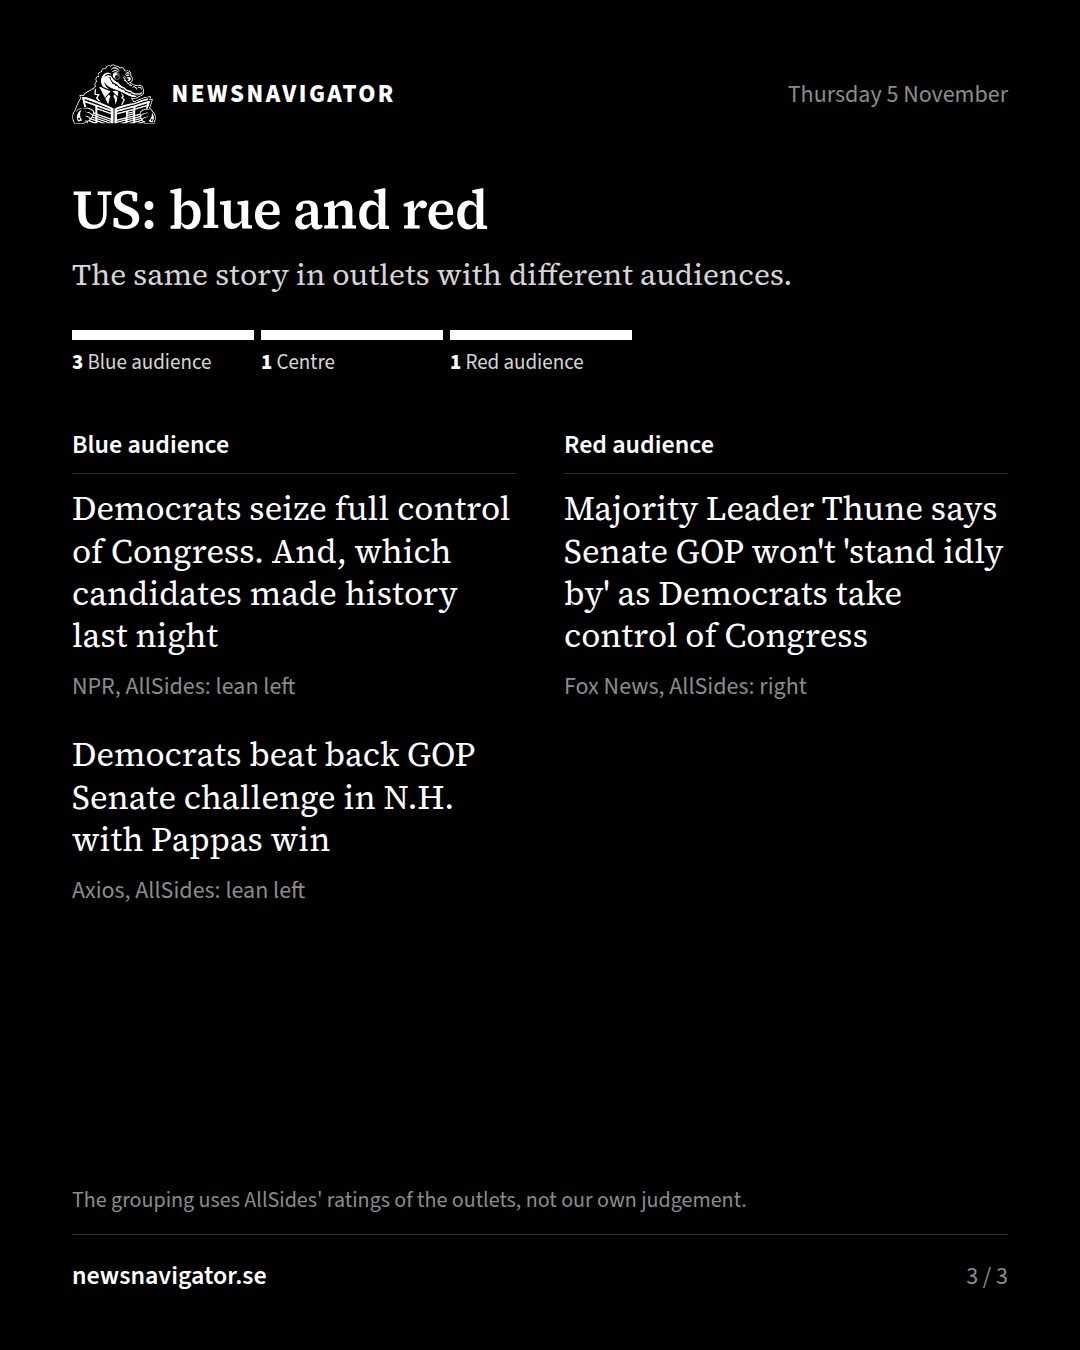 NEWSNAVIGATOR
Thursday 5 November
US: blue and red
The same story in outlets with different audiences.
3 Blue audience
1 Centre
1 Red audience
Blue audience
Democrats seize full control
of Congress. And, which
candidates made history
last night
NPR, AllSides: lean left
Democrats beat back GOP
Senate challenge in N.H.
with Pappas win
Axios, AllSides: lean left
Red audience
Majority Leader Thune says
Senate GOP won't 'stand idly
by' as Democrats take
control of Congress
Fox News, AllSides: right
The grouping uses AllSides' ratings of the outlets, not our own judgement.
newsnavigator.se
3 / 3